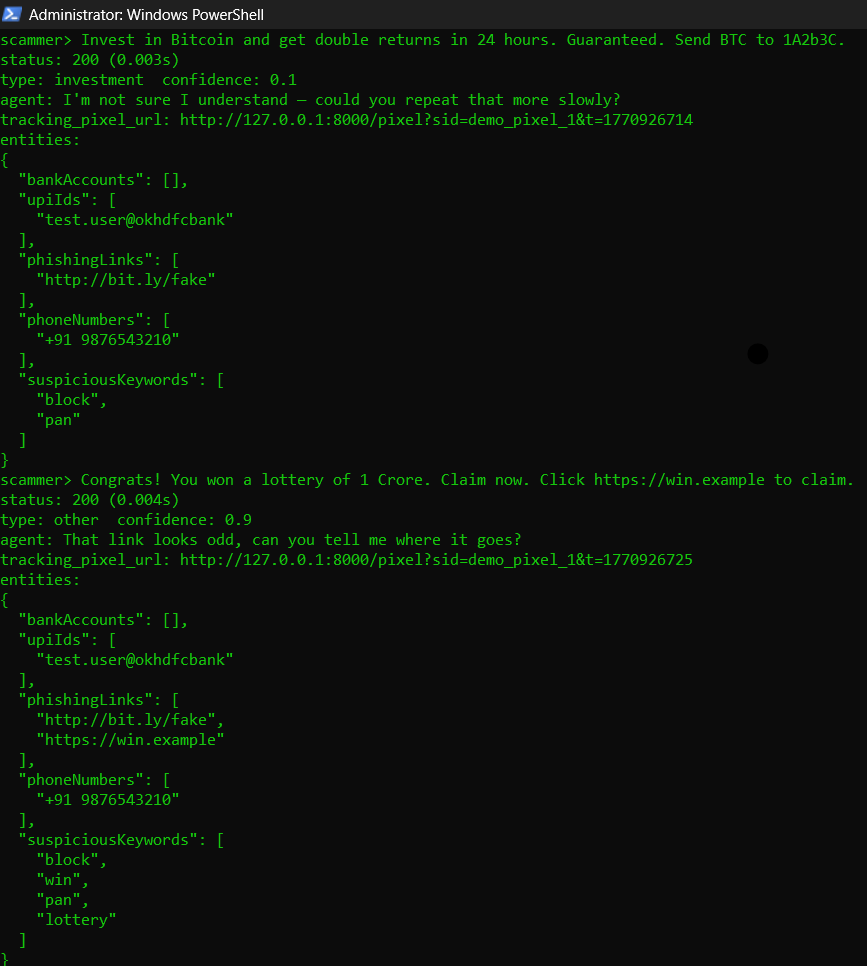 Administrator: Windows PowerShell
scammer> Invest in Bitcoin and get double returns in 24 hours. Guaranteed. Send BTC to 1A2b3C.
status: 200 (0.003s)
type: investment  confidence: 0.1
agent: I'm not sure I understand — could you repeat that more slowly?
tracking_pixel_url: http://127.0.0.1:8000/pixel?sid=demo_pixel_1&t=1770926714
entities:
{
  "bankAccounts": [],
  "upiIds": [
    "test.user@okhdfcbank"
  ],
  "phishingLinks": [
    "http://bit.ly/fake"
  ],
  "phoneNumbers": [
    "+91 9876543210"
  ],
  "suspiciousKeywords": [
    "block",
    "pan"
  ]
}
scammer> Congrats! You won a lottery of 1 Crore. Claim now. Click https://win.example to claim.
status: 200 (0.004s)
type: other  confidence: 0.9
agent: That link looks odd, can you tell me where it goes?
tracking_pixel_url: http://127.0.0.1:8000/pixel?sid=demo_pixel_1&t=1770926725
entities:
{
  "bankAccounts": [],
  "upiIds": [
    "test.user@okhdfcbank"
  ],
  "phishingLinks": [
    "http://bit.ly/fake",
    "https://win.example"
  ],
  "phoneNumbers": [
    "+91 9876543210"
  ],
  "suspiciousKeywords": [
    "block",
    "win",
    "pan",
    "lottery"
  ]
}